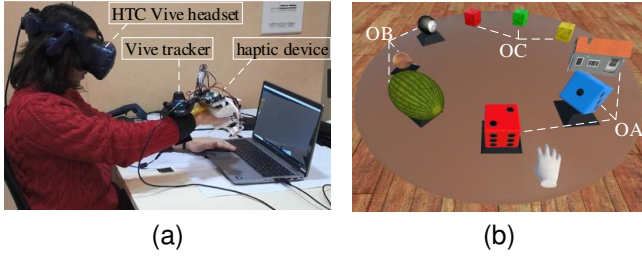 HTC Vive headset
Vive tracker
haptic device
OB
OC
OA
(a)
(b)